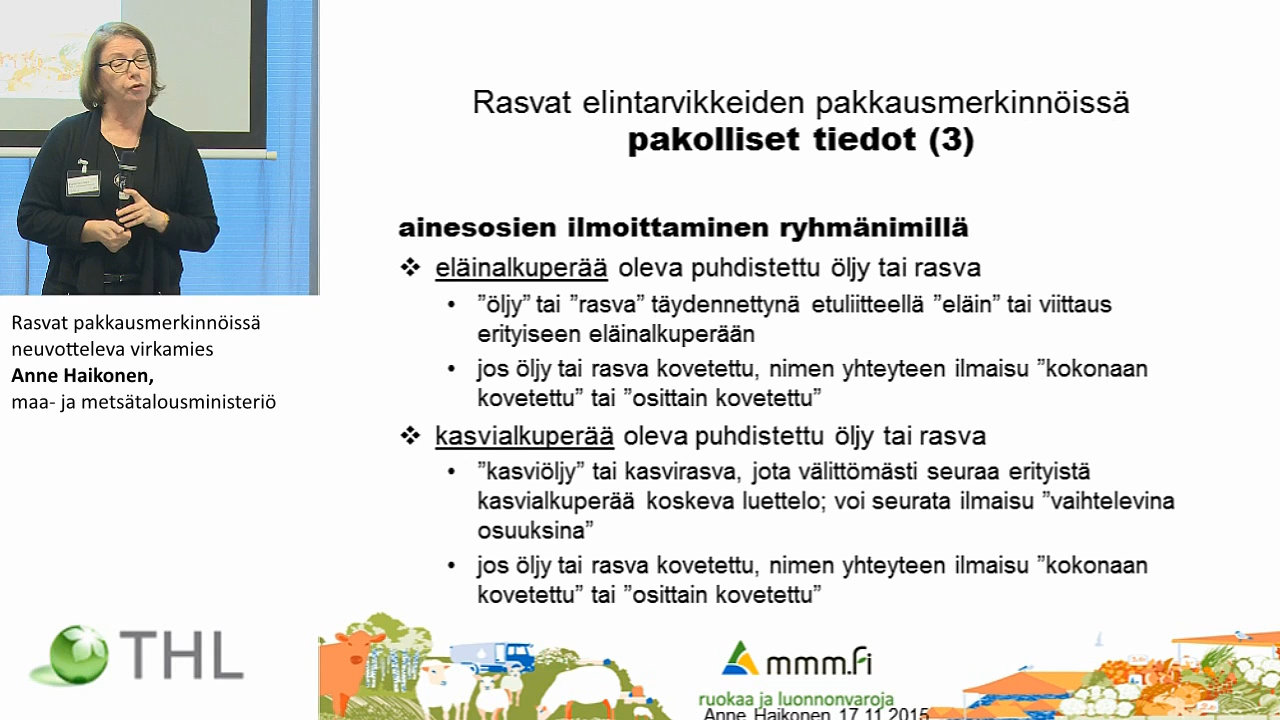 Rasvat elintarvikkeiden pakkausmerkinnöissä
pakolliset tiedot (3)
ainesosien ilmoittaminen ryhmänimillä
❖ eläinalkuperää oleva puhdistettu öljy tai rasva
• ”öljy” tai ”rasva” täydennettynä etuliitteellä ”eläin” tai viittaus
erityiseen eläinalkuperään
• jos öljy tai rasva kovetettu, nimen yhteyteen ilmaisu ”kokonaan
kovetettu” tai ”osittain kovetettu”
❖ kasvialkuperää oleva puhdistettu öljy tai rasva
• ”kasviöljy” tai kasvirasva, jota välittömästi seuraa erityistä
kasvialkuperää koskeva luettelo; voi seurata ilmaisu ”vaihtelevina
osuuksina”
• jos öljy tai rasva kovetettu, nimen yhteyteen ilmaisu ”kokonaan
kovetettu” tai ”osittain kovetettu”
Rasvat pakkausmerkinnöissä
neuvotteleva virkamies
Anne Haikonen,
maa- ja metsätalousministeriö
THL
mmm.fi
ruokaa ja luonnonvaroja
Anne Haikonen 17.11.2015